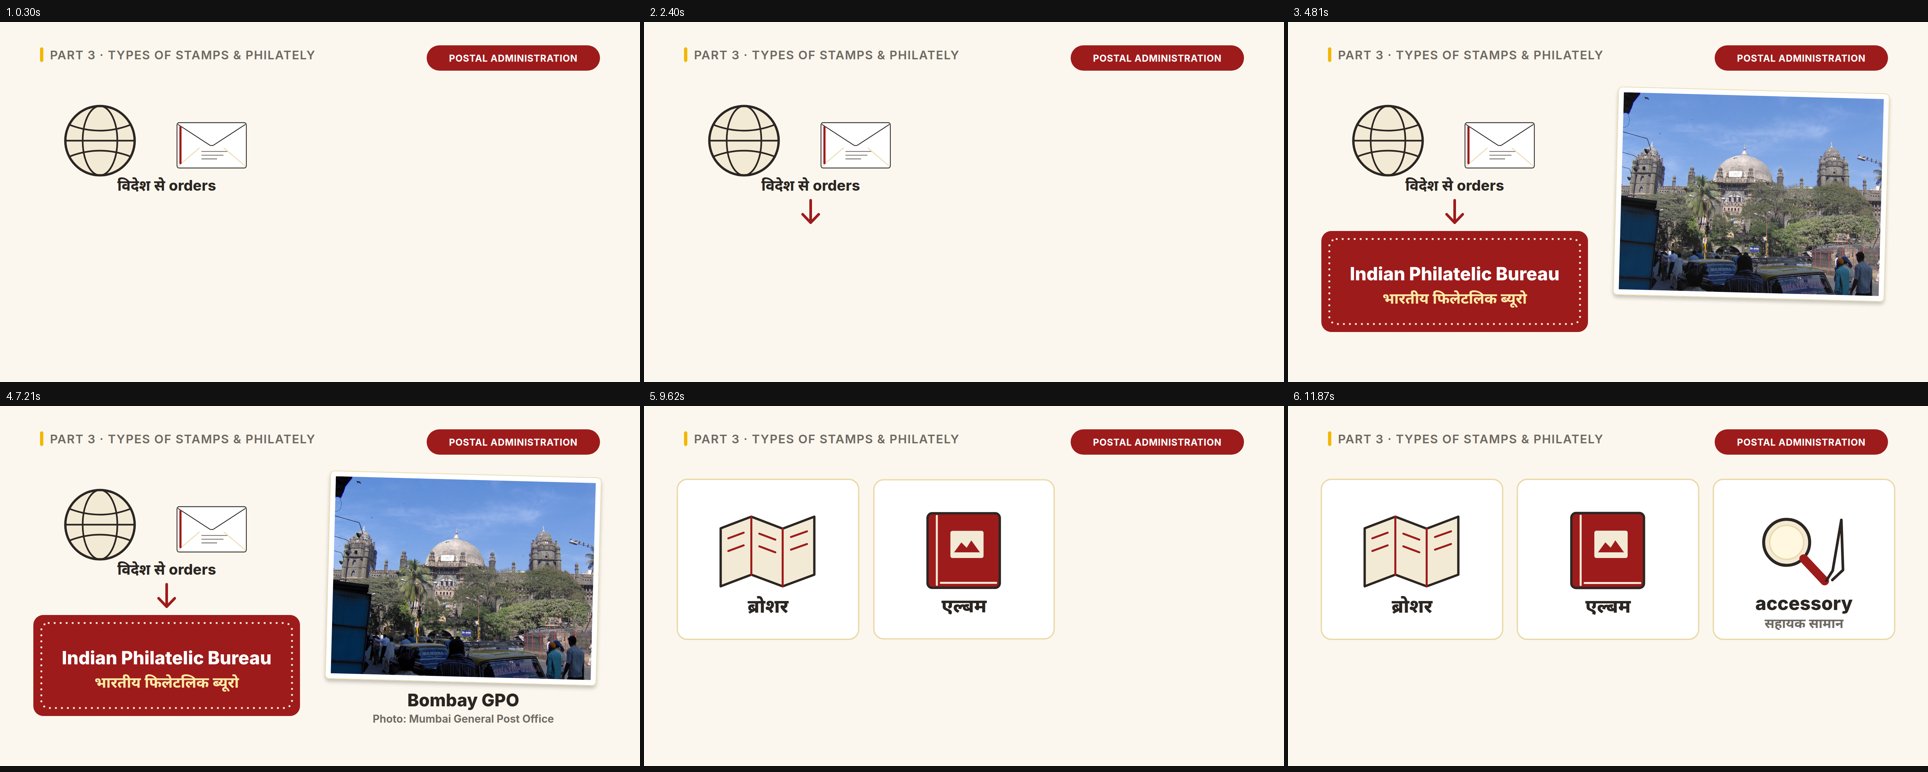 1. 0.30s
PART 3 · TYPES OF STAMPS & PHILATELY
POSTAL ADMINISTRATION
विदेश से orders
2. 2.40s
PART 3 · TYPES OF STAMPS & PHILATELY
POSTAL ADMINISTRATION
विदेश से orders
3. 4.81s
PART 3 · TYPES OF STAMPS & PHILATELY
POSTAL ADMINISTRATION
विदेश से orders
Indian Philatelic Bureau
भारतीय फिलेटलिक ब्यूरो
4. 7.21s
PART 3 · TYPES OF STAMPS & PHILATELY
POSTAL ADMINISTRATION
विदेश से orders
Indian Philatelic Bureau
भारतीय फिलेटलिक ब्यूरो
Bombay GPO
Photo: Mumbai General Post Office
5. 9.62s
PART 3 · TYPES OF STAMPS & PHILATELY
POSTAL ADMINISTRATION
ब्रोशर
एल्बम
6. 11.87s
PART 3 · TYPES OF STAMPS & PHILATELY
POSTAL ADMINISTRATION
ब्रोशर
एल्बम
accessory
सहायक सामान